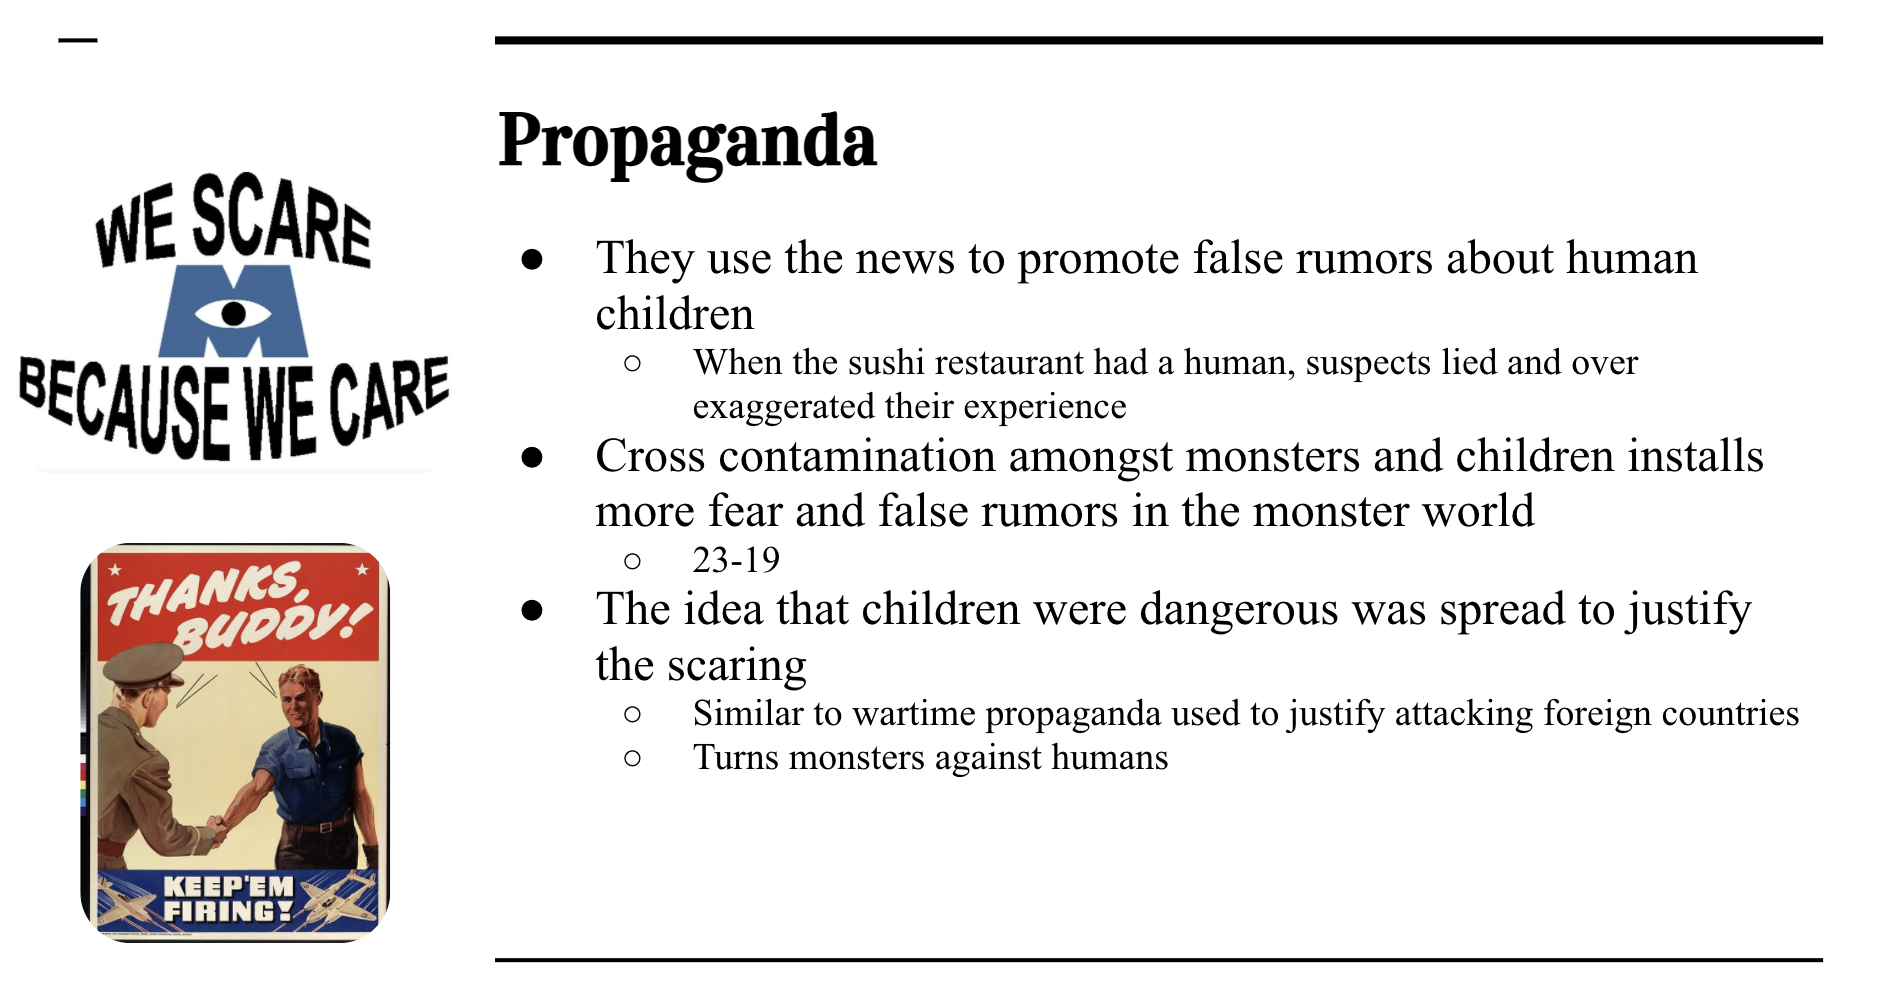 Propaganda
WE SCARE
BECAUSE WE CARE
● They use the news to promote false rumors about human
children
○ When the sushi restaurant had a human, suspects lied and over
exaggerated their experience
● Cross contamination amongst monsters and children installs
more fear and false rumors in the monster world
○ 23-19
● The idea that children were dangerous was spread to justify
the scaring
○ Similar to wartime propaganda used to justify attacking foreign countries
○ Turns monsters against humans
THANKS,
BUDDY!
KEEP'EM
FIRING!